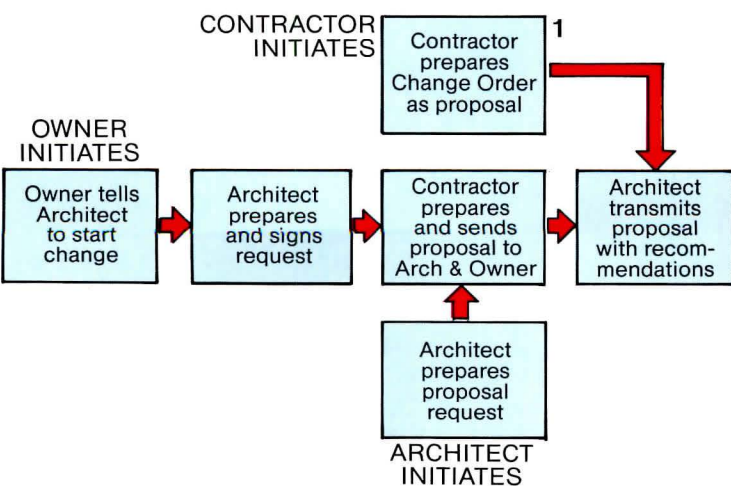 CONTRACTOR
INITIATES
Contractor
prepares
Change Order
as proposal
1
OWNER
INITIATES
Owner tells
Architect
to start
change
Architect
prepares
and signs
request
Contractor
prepares
and sends
proposal to
Arch & Owner
Architect
transmits
proposal
with recom-
mendations
Architect
prepares
proposal
request
ARCHITECT
INITIATES